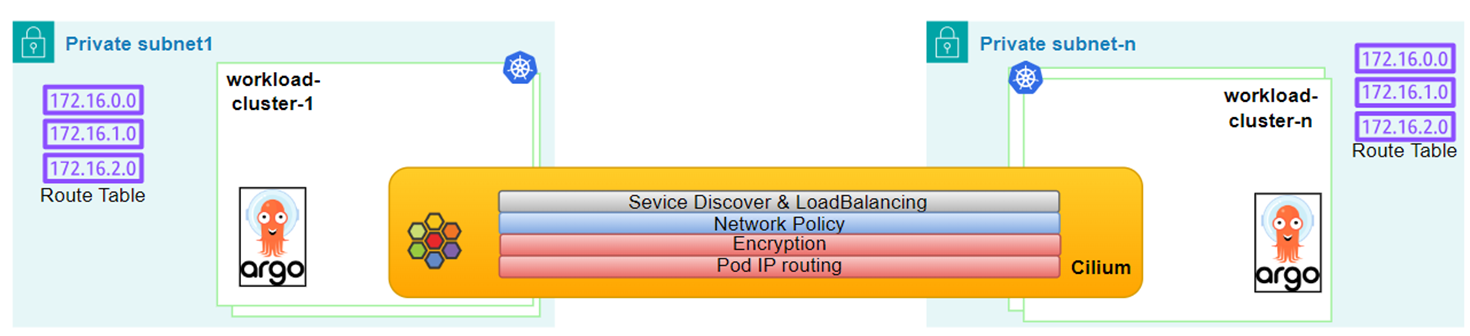 Private subnet1
workload-
cluster-1
172.16.0.0
172.16.1.0
172.16.2.0
Route Table
argo
Sevice Discover & LoadBalancing
Network Policy
Encryption
Pod IP routing
Cilium
Private subnet-n
workload-
cluster-n
172.16.0.0
172.16.1.0
172.16.2.0
Route Table
argo